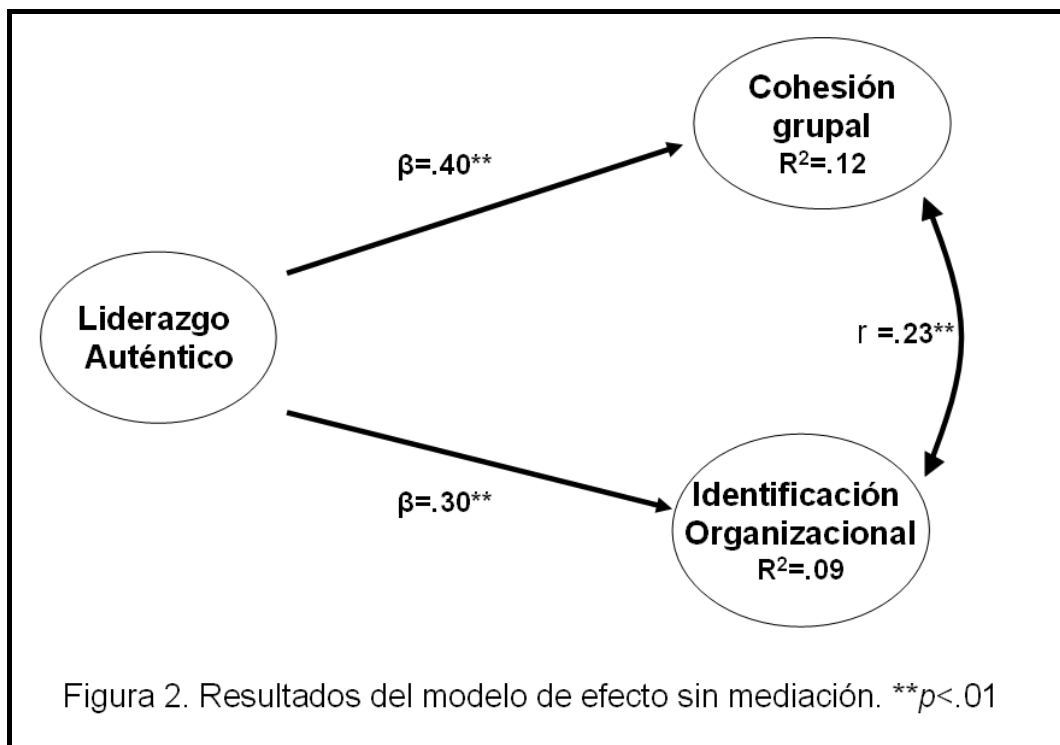 Cohesión
grupal
R²=.12
β=.40**
Liderazgo
Auténtico
r =.23**
β=.30**
Identificación
Organizacional
R²=.09
Figura 2. Resultados del modelo de efecto sin mediación. **p<.01